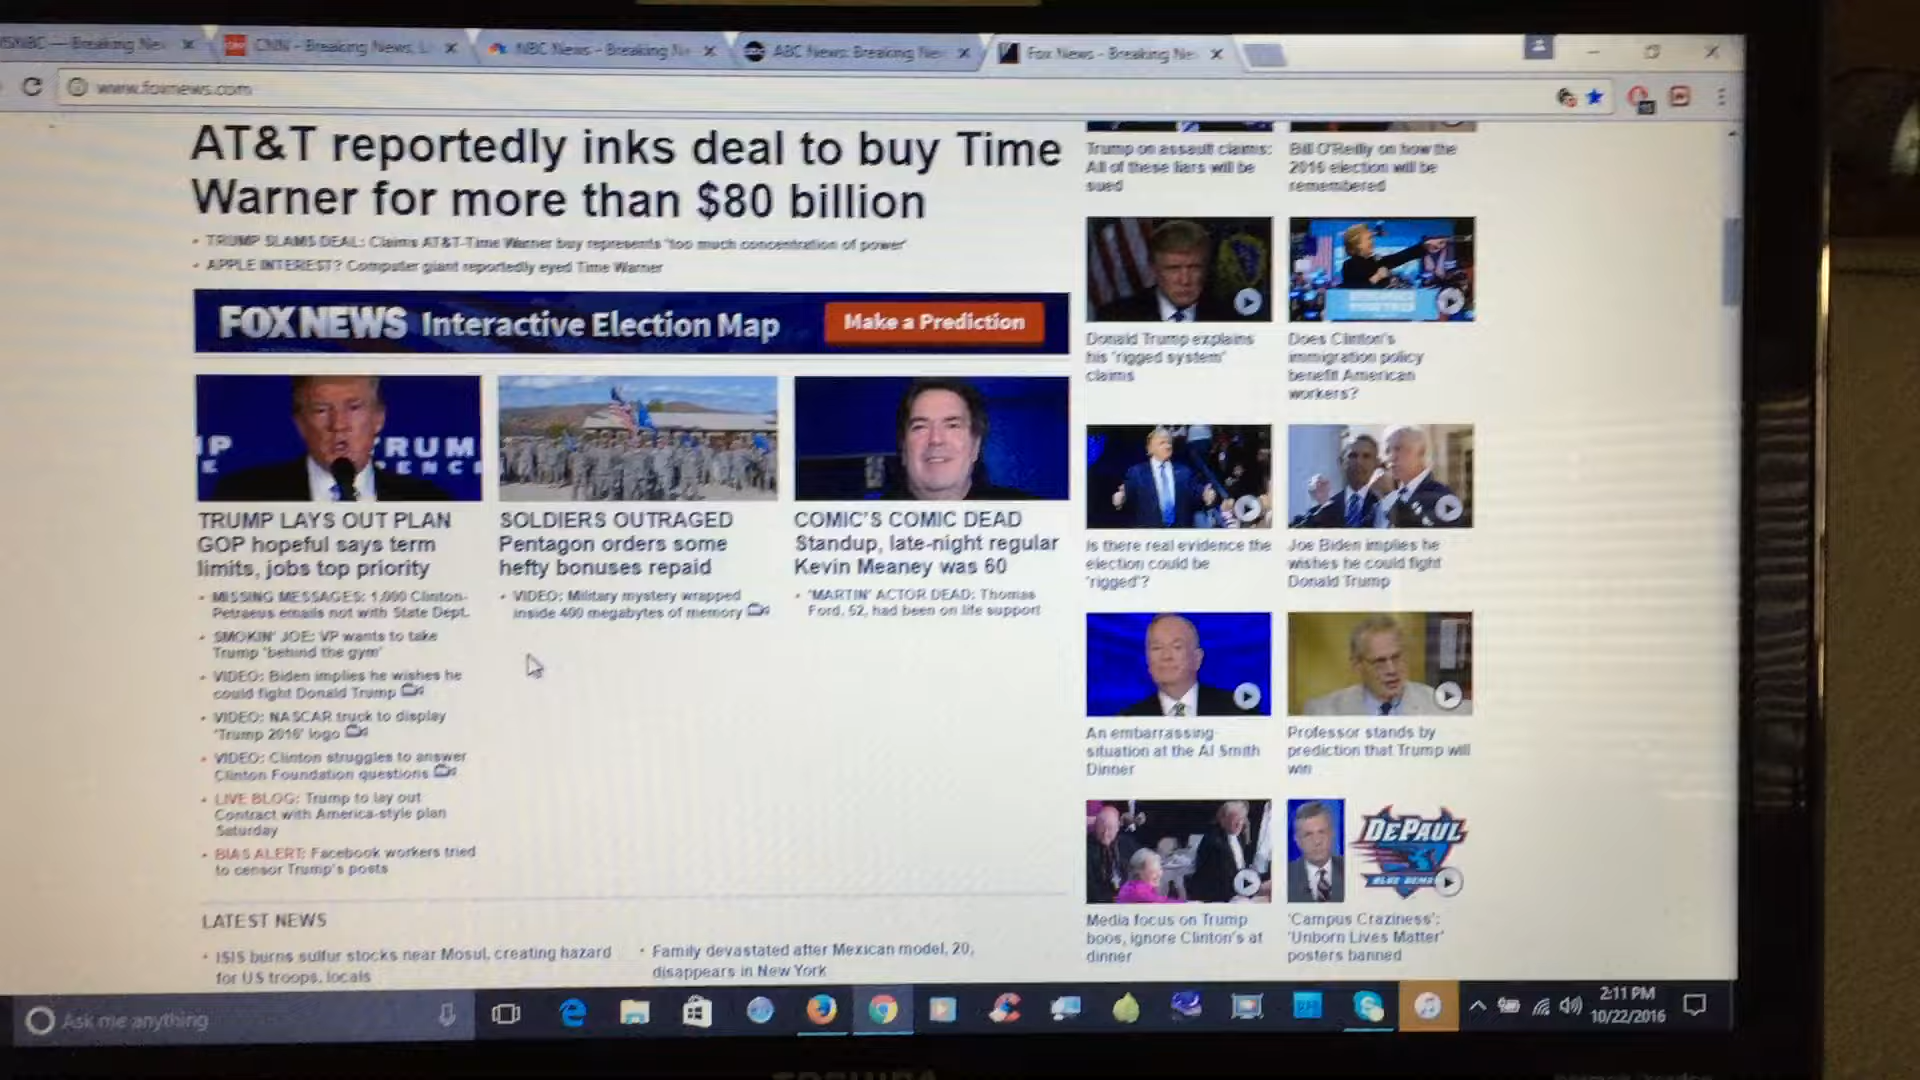 MSNBC — Breaking Ne
CNN - Breaking News, L
NBC News - Breaking Ne
ABC News: Breaking Ne
Fox News - Breaking Ne
www.foxnews.com
AT&T reportedly inks deal to buy Time
Warner for more than $80 billion
TRUMP SLAMS DEAL: Claims AT&T-Time Warner buy represents 'too much concentration of power'
APPLE INTEREST? Computer giant reportedly eyed Time Warner
FOX NEWS Interactive Election Map
Make a Prediction
TRUMP LAYS OUT PLAN
GOP hopeful says term
limits, jobs top priority
MISSING MESSAGES: 1,000 Clinton-
Petraeus emails not with State Dept.
SMOKIN' JOE: VP wants to take
Trump 'behind the gym'
VIDEO: Biden implies he wishes he
could fight Donald Trump
VIDEO: NASCAR truck to display
'Trump 2016' logo
VIDEO: Clinton struggles to answer
Clinton Foundation questions
LIVE BLOG: Trump to lay out
Contract with America-style plan
Saturday
BIAS ALERT: Facebook workers tried
to censor Trump's posts
SOLDIERS OUTRAGED
Pentagon orders some
hefty bonuses repaid
VIDEO: Military mystery wrapped
inside 400 megabytes of memory
COMIC'S COMIC DEAD
Standup, late-night regular
Kevin Meaney was 60
'MARTIN' ACTOR DEAD: Thomas
Ford, 52, had been on life support
LATEST NEWS
ISIS burns sulfur stocks near Mosul, creating hazard
for US troops, locals
Family devastated after Mexican model, 20,
disappears in New York
Trump on assault claims:
All of these liars will be
sued
Bill O'Reilly on how the
2016 election will be
remembered
Donald Trump explains
his 'rigged system'
claims
Does Clinton's
immigration policy
benefit American
workers?
Is there real evidence the
election could be
'rigged'?
Joe Biden implies he
wishes he could fight
Donald Trump
An embarrassing
situation at the Al Smith
Dinner
Professor stands by
prediction that Trump will
win
Media focus on Trump
boos, ignore Clinton's at
dinner
DEPAUL
BLUE DEMONS
'Campus Craziness':
'Unborn Lives Matter'
posters banned
Ask me anything
2:11 PM
10/22/2016
TOSHIBA